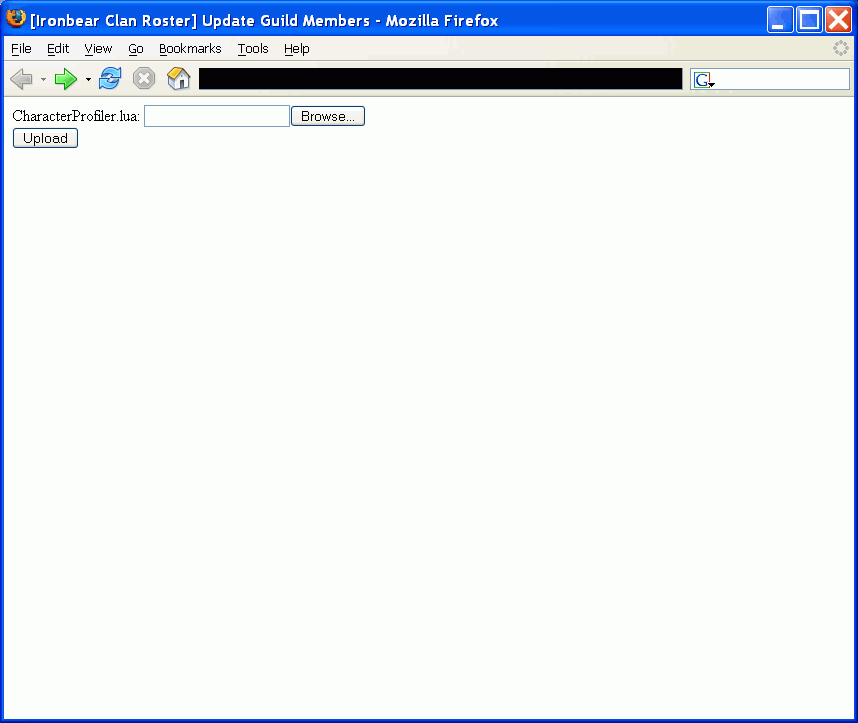 [Ironbear Clan Roster] Update Guild Members - Mozilla Firefox
File Edit View Go Bookmarks Tools Help
G
CharacterProfiler.lua: Browse...
Upload